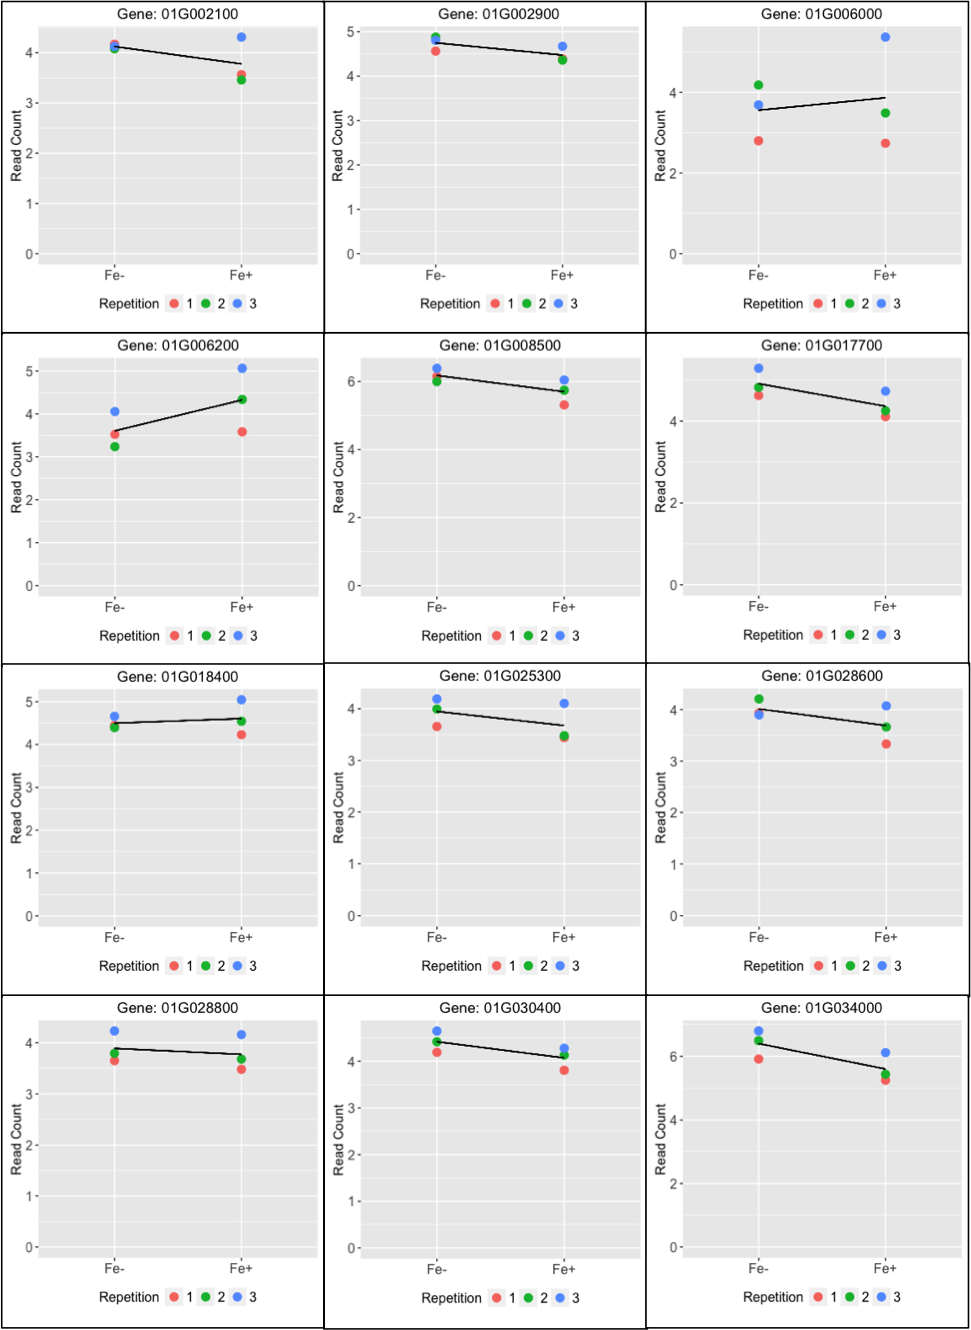 Gene: 01G002100
Read Count
4
3
2
1
0
Fe- Fe+
Repetition 1 2 3
Gene: 01G002900
Read Count
5
4
3
2
1
0
Fe- Fe+
Repetition 1 2 3
Gene: 01G006000
Read Count
4
2
0
Fe- Fe+
Repetition 1 2 3
Gene: 01G006200
Read Count
5
4
3
2
1
0
Fe- Fe+
Repetition 1 2 3
Gene: 01G008500
Read Count
6
4
2
0
Fe- Fe+
Repetition 1 2 3
Gene: 01G017700
Read Count
4
2
0
Fe- Fe+
Repetition 1 2 3
Gene: 01G018400
Read Count
5
4
3
2
1
0
Fe- Fe+
Repetition 1 2 3
Gene: 01G025300
Read Count
4
3
2
1
0
Fe- Fe+
Repetition 1 2 3
Gene: 01G028600
Read Count
4
3
2
1
0
Fe- Fe+
Repetition 1 2 3
Gene: 01G028800
Read Count
4
3
2
1
0
Fe- Fe+
Repetition 1 2 3
Gene: 01G030400
Read Count
4
3
2
1
0
Fe- Fe+
Repetition 1 2 3
Gene: 01G034000
Read Count
6
4
2
0
Fe- Fe+
Repetition 1 2 3